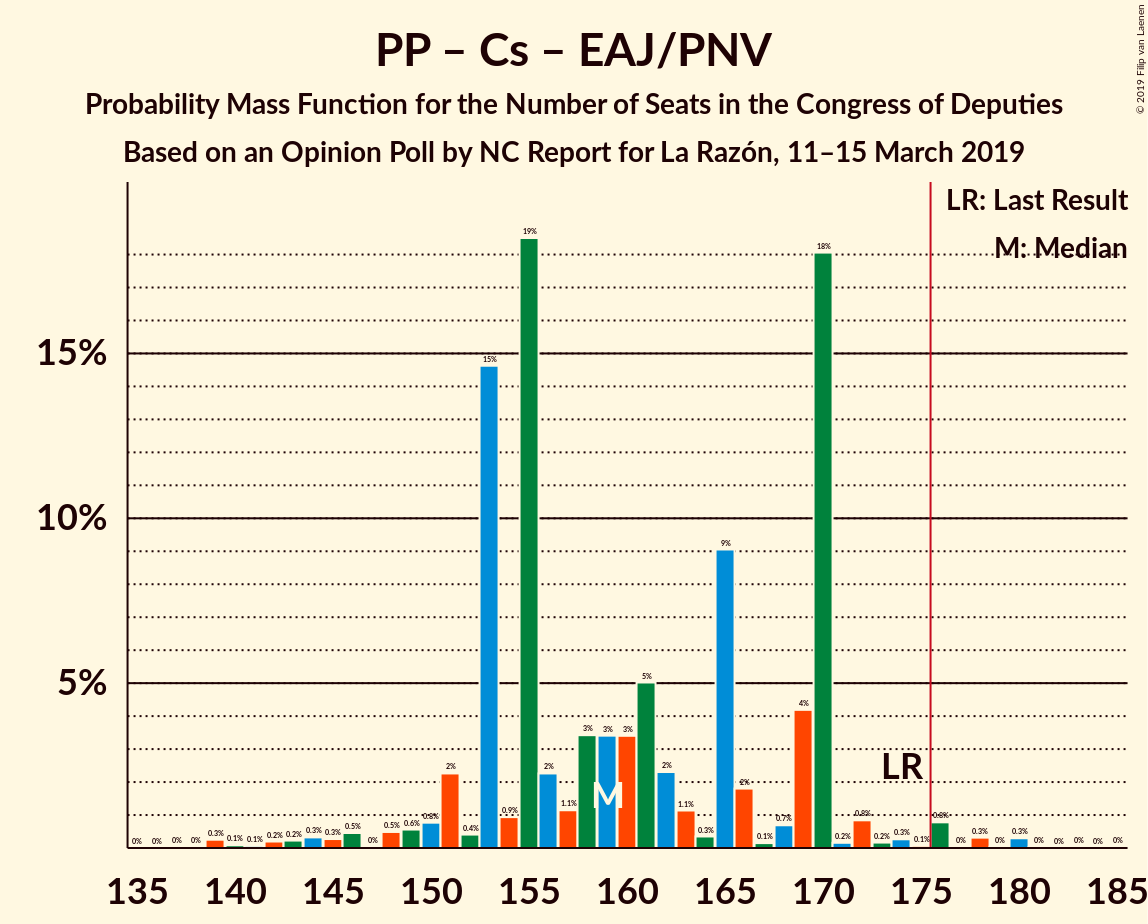 PP – Cs – EAJ/PNV
Probability Mass Function for the Number of Seats in the Congress of Deputies
Based on an Opinion Poll by NC Report for La Razón, 11–15 March 2019
© 2019 Filip van Laenen
LR: Last Result
M: Median
15%
10%
5%
0% 0% 0% 0% 0.3% 0.1% 0.1% 0.2% 0.2% 0.3% 0.3% 0.5% 0% 0.5% 0.6% 0.8% 2% 0.4% 15% 0.9% 19% 2% 1.1% 3% 3% 3% 5% 2% 1.1% 0.3% 9% 2% 0.1% 0.7% 4% 18% 0.2% 0.8% 0.2% 0.3% 0.1% 0.8% 0% 0.3% 0% 0.3% 0% 0% 0% 0% 0%
M
LR
135 140 145 150 155 160 165 170 175 180 185